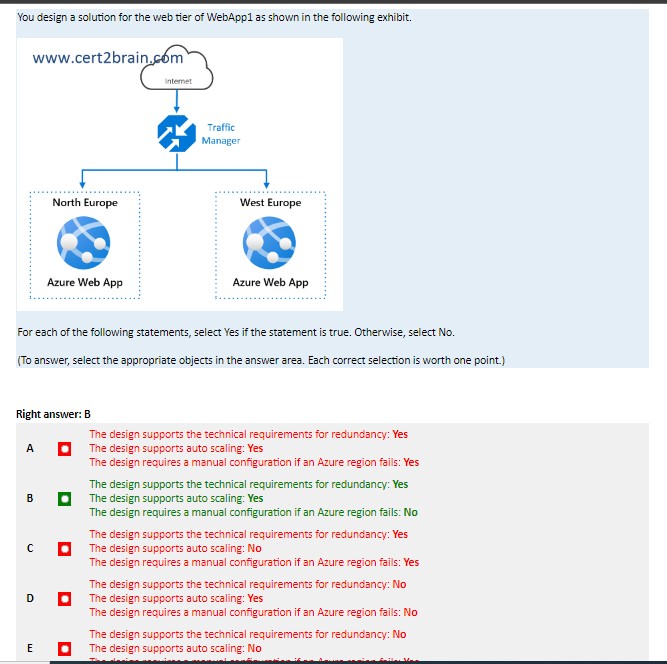 You design a solution for the web tier of WebApp1 as shown in the following exhibit.
www.cert2brain.com
Internet
Traffic
Manager
North Europe
West Europe
Azure Web App
Azure Web App
For each of the following statements, select Yes if the statement is true. Otherwise, select No.
(To answer, select the appropriate objects in the answer area. Each correct selection is worth one point.)
Right answer: B
The design supports the technical requirements for redundancy: Yes
A The design supports auto scaling: Yes
The design requires a manual configuration if an Azure region fails: Yes
The design supports the technical requirements for redundancy: Yes
B The design supports auto scaling: Yes
The design requires a manual configuration if an Azure region fails: No
The design supports the technical requirements for redundancy: Yes
C The design supports auto scaling: No
The design requires a manual configuration if an Azure region fails: Yes
The design supports the technical requirements for redundancy: No
D The design supports auto scaling: Yes
The design requires a manual configuration if an Azure region fails: No
The design supports the technical requirements for redundancy: No
E The design supports auto scaling: No